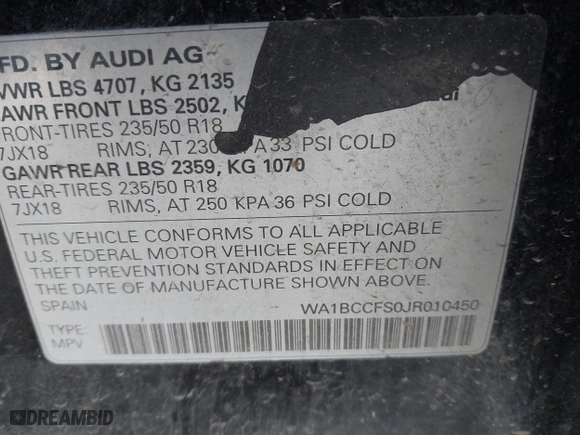 FD. BY AUDI AG
VWR LBS 4707, KG 2135
AWR FRONT LBS 2502, K
FRONT-TIRES 235/50 R18
7JX18 RIMS, AT 230 PA 33 PSI COLD
GAWR REAR LBS 2359, KG 1070
REAR-TIRES 235/50 R18
7JX18 RIMS, AT 250 KPA 36 PSI COLD
THIS VEHICLE CONFORMS TO ALL APPLICABLE
U.S. FEDERAL MOTOR VEHICLE SAFETY AND
THEFT PREVENTION STANDARDS IN EFFECT ON
THE DATE OF MANUFACTURE SHOWN ABOVE.
SPAIN WA1BCCFS0JR010450
TYPE:
MPV
DREAMBID